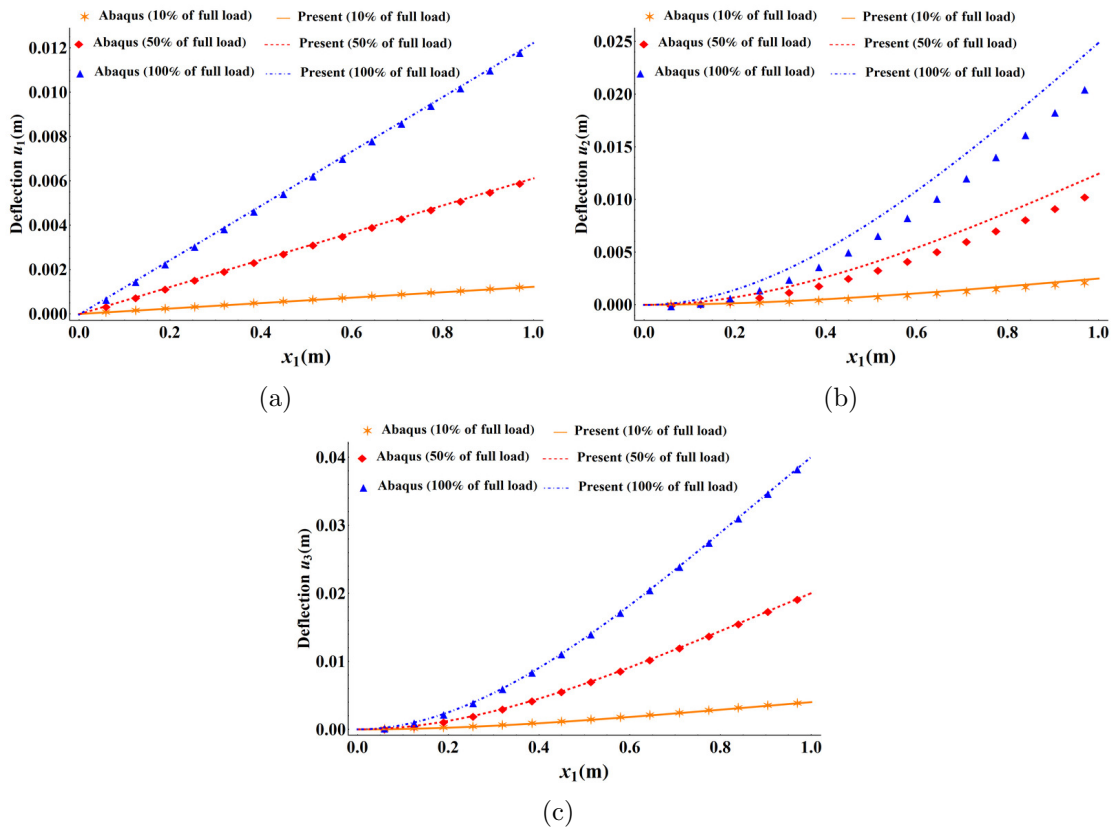 Abaqus (10% of full load) Present (10% of full load)
Abaqus (50% of full load) Present (50% of full load)
Abaqus (100% of full load) Present (100% of full load)
Deflection u1(m)
0.012
0.010
0.008
0.006
0.004
0.002
0.000
0.0 0.2 0.4 0.6 0.8 1.0
x1(m)
(a)
Abaqus (10% of full load) Present (10% of full load)
Abaqus (50% of full load) Present (50% of full load)
Abaqus (100% of full load) Present (100% of full load)
Deflection u2(m)
0.025
0.020
0.015
0.010
0.005
0.000
0.0 0.2 0.4 0.6 0.8 1.0
x1(m)
(b)
Abaqus (10% of full load) Present (10% of full load)
Abaqus (50% of full load) Present (50% of full load)
Abaqus (100% of full load) Present (100% of full load)
Deflection u3(m)
0.04
0.03
0.02
0.01
0.00
0.0 0.2 0.4 0.6 0.8 1.0
x1(m)
(c)